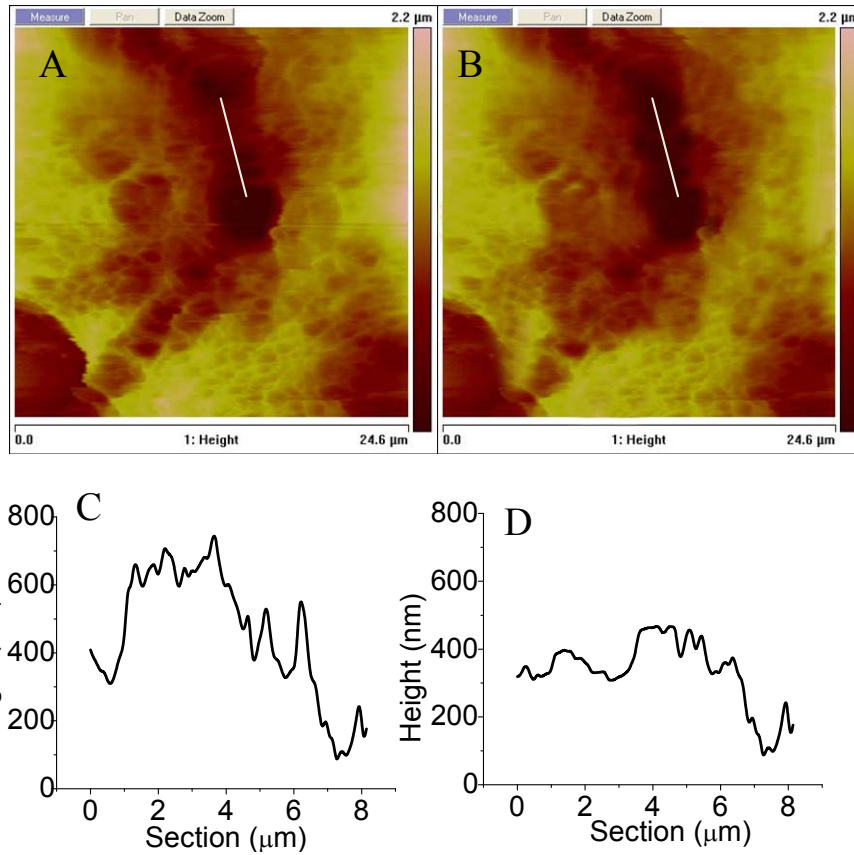 Measure Pan Data Zoom 2.2 µm
A
0.0 1: Height 24.6 µm
Measure Pan Data Zoom 2.2 µm
B
0.0 1: Height 24.6 µm
C
800
600
400
200
0
0 2 4 6 8
Section (µm)
D
Height (nm)
800
600
400
200
0
0 2 4 6 8
Section (µm)